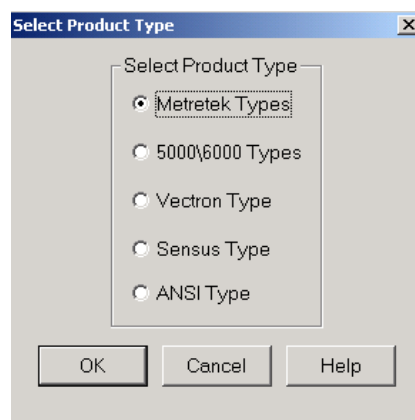 Select Product Type
Select Product Type
Metretek Types
5000\6000 Types
Vectron Type
Sensus Type
ANSI Type
OK Cancel Help